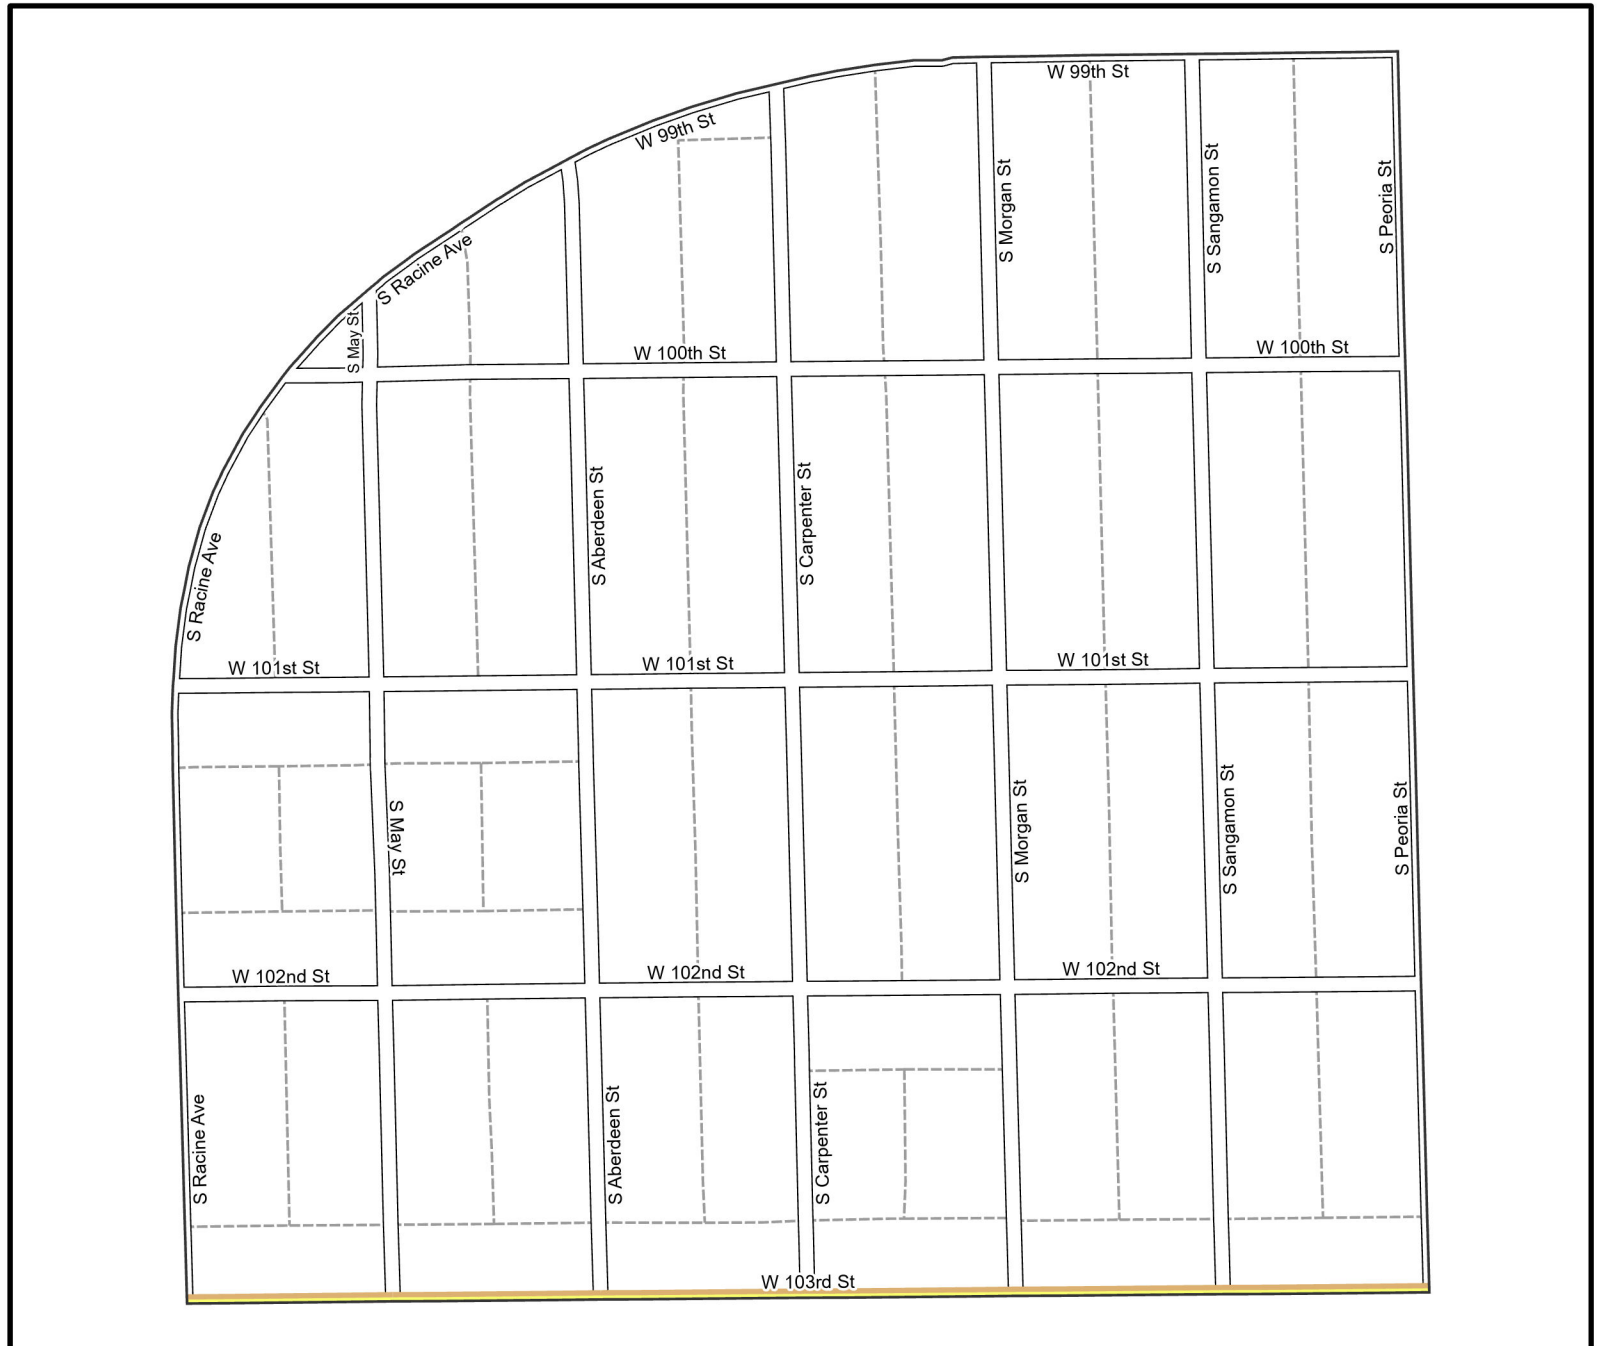 W 99th St
W 99th St
S Morgan St
S Sangamon St
S Peoria St
S Racine Ave
S May St
W 100th St
W 100th St
S Aberdeen St
S Carpenter St
S Racine Ave
W 101st St
W 101st St
W 101st St
S May St
S Morgan St
S Sangamon St
S Peoria St
W 102nd St
W 102nd St
W 102nd St
S Racine Ave
S Aberdeen St
S Carpenter St
W 103rd St